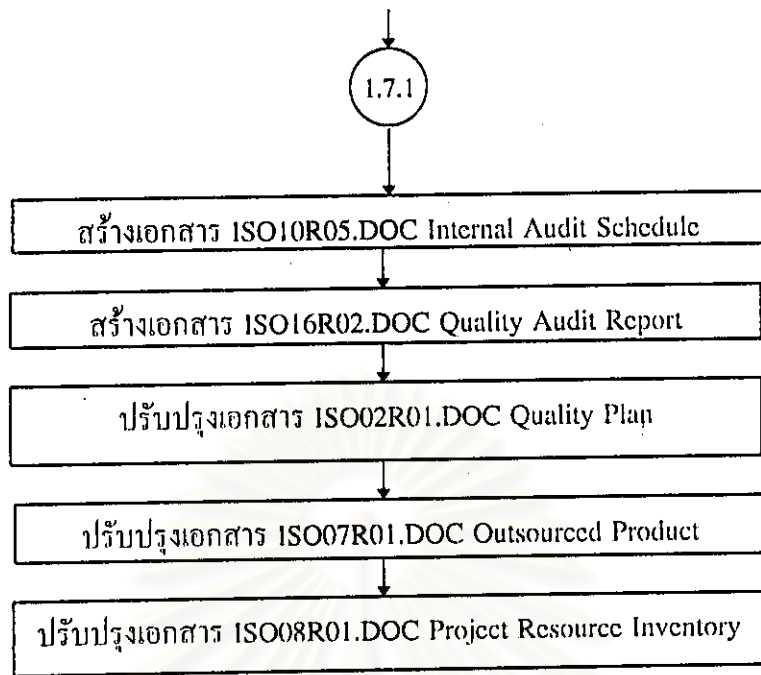 1.7.1
สร้างเอกสาร ISO10R05.DOC Internal Audit Schedule
สร้างเอกสาร ISO16R02.DOC Quality Audit Report
ปรับปรุงเอกสาร ISO02R01.DOC Quality Plan
ปรับปรุงเอกสาร ISO07R01.DOC Outsourced Product
ปรับปรุงเอกสาร ISO08R01.DOC Project Resource Inventory